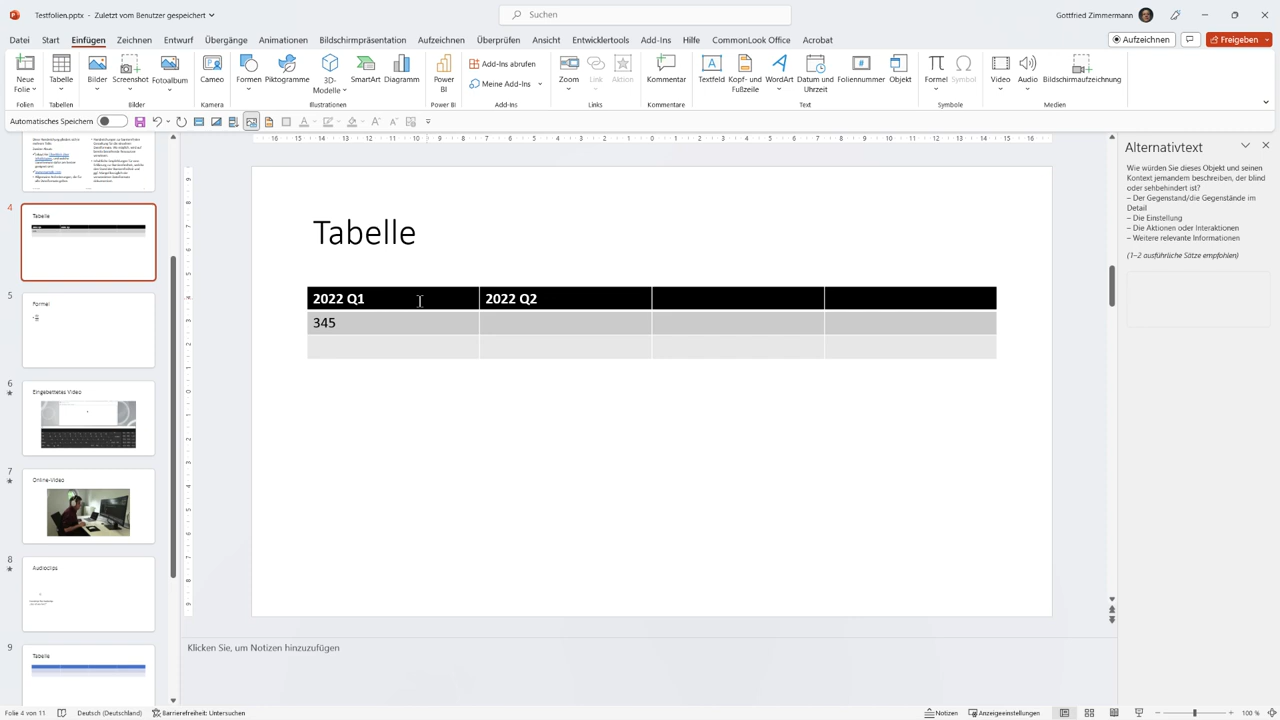 Testfolien.pptx • Zuletzt vom Benutzer gespeichert
Suchen
Gottfried Zimmermann
Datei Start Einfügen Zeichnen Entwurf Übergänge Animationen Bildschirmpräsentation Aufzeichnen Überprüfen Ansicht Entwicklertools Add-Ins Hilfe CommonLook Office Acrobat
Aufzeichnen
Freigeben
Neue Folie
Tabelle
Bilder
Screenshot
Fotoalbum
Cameo
Formen
Piktogramme
3D-Modelle
SmartArt
Diagramm
Power BI
Add-Ins abrufen
Meine Add-Ins
Zoom
Link
Aktion
Kommentar
Textfeld
Kopf- und Fußzeile
WordArt
Datum und Uhrzeit
Foliennummer
Objekt
Formel
Symbol
Video
Audio
Bildschirmaufzeichnung
Folien Tabellen Bilder Kamera Illustrationen Power BI Add-Ins Links Kommentare Text Symbole Medien
Automatisches Speichern
4
Tabelle
5
Formel
6
Eingebettetes Video
7
Online-Video
8
Audioclips
9
Tabelle
Tabelle
2022 Q1 2022 Q2
345
Klicken Sie, um Notizen hinzuzufügen
Alternativtext
Wie würden Sie dieses Objekt und seinen
Kontext jemandem beschreiben, der blind
oder sehbehindert ist?
– Der Gegenstand/die Gegenstände im
Detail
– Die Einstellung
– Die Aktionen oder Interaktionen
– Weitere relevante Informationen
(1–2 ausführliche Sätze empfohlen)
Folie 4 von 11 Deutsch (Deutschland) Barrierefreiheit: Untersuchen
Notizen Anzeigeeinstellungen 100 %